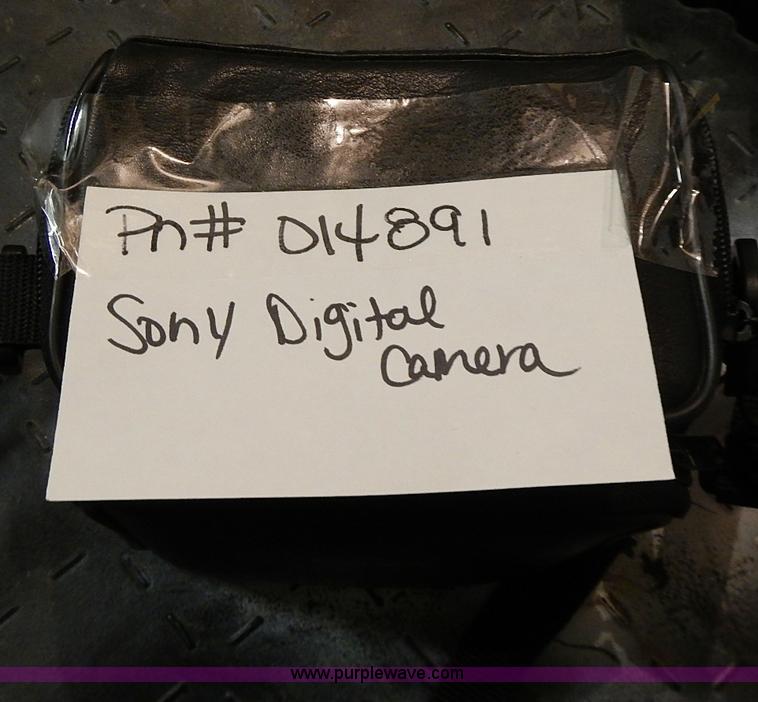 Pn# 014891
Sony Digital
Camera
www.purplewave.com